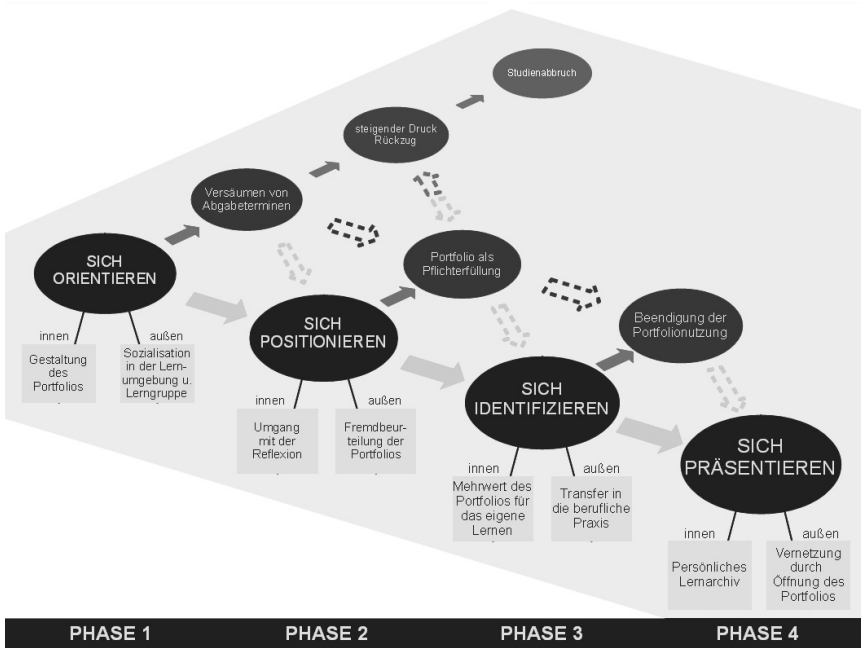 Studienabbruch
steigender Druck
Rückzug
Versäumen von
Abgabeterminen
SICH
ORIENTIEREN
innen
Gestaltung
des
Portfolios
außen
Sozialisation
in der Lern-
umgebung u.
Lerngruppe
Portfolio als
Pflichterfüllung
SICH
POSITIONIEREN
innen
Umgang
mit der
Reflexion
außen
Fremdbeur-
teilung der
Portfolios
Beendigung der
Portfolionutzung
SICH
IDENTIFIZIEREN
innen
Mehrwert des
Portfolios für
das eigene
Lernen
außen
Transfer in
die berufliche
Praxis
SICH
PRÄSENTIEREN
innen
Persönliches
Lernarchiv
außen
Vernetzung
durch
Öffnung des
Portfolios
PHASE 1
PHASE 2
PHASE 3
PHASE 4